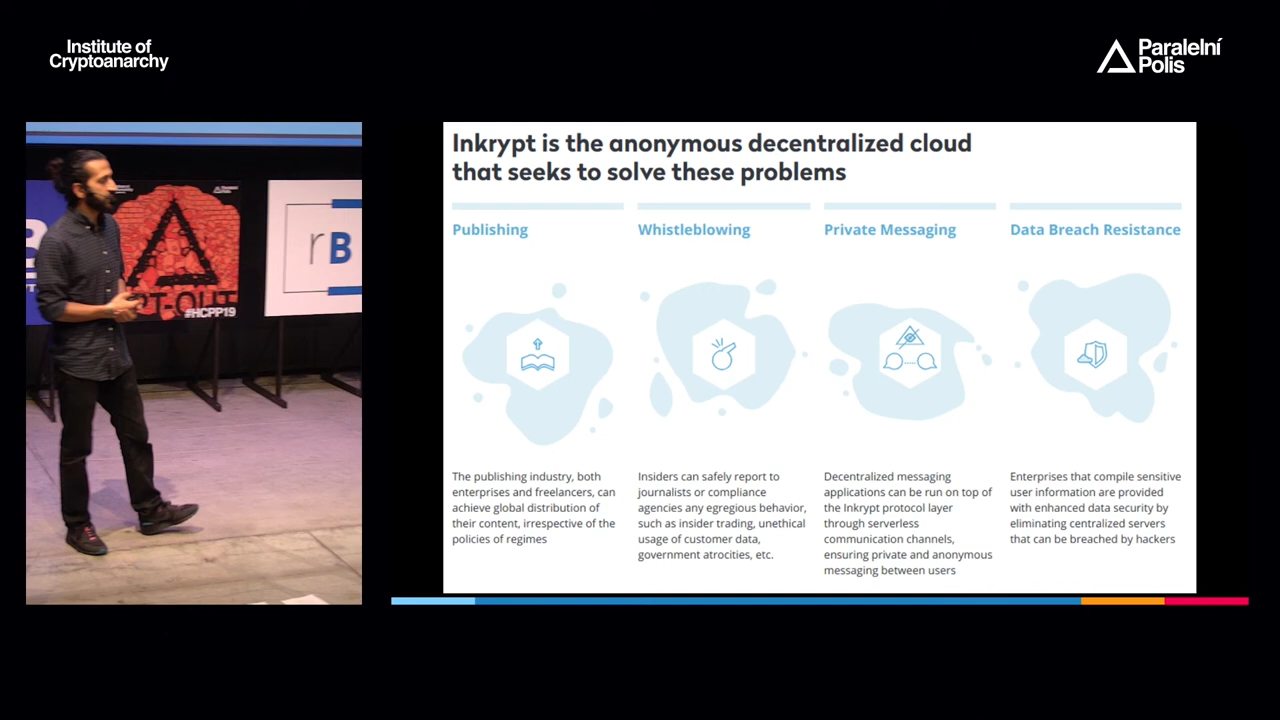 Institute of
Cryptoanarchy
Paralelní
Polis
PT-OUT
#HCPP19
rB
Inkrypt is the anonymous decentralized cloud
that seeks to solve these problems
Publishing
The publishing industry, both
enterprises and freelancers, can
achieve global distribution of
their content, irrespective of the
policies of regimes
Whistleblowing
Insiders can safely report to
journalists or compliance
agencies any egregious behavior,
such as insider trading, unethical
usage of customer data,
government atrocities, etc.
Private Messaging
Decentralized messaging
applications can be run on top of
the Inkrypt protocol layer
through serverless
communication channels,
ensuring private and anonymous
messaging between users
Data Breach Resistance
Enterprises that compile sensitive
user information are provided
with enhanced data security by
eliminating centralized servers
that can be breached by hackers